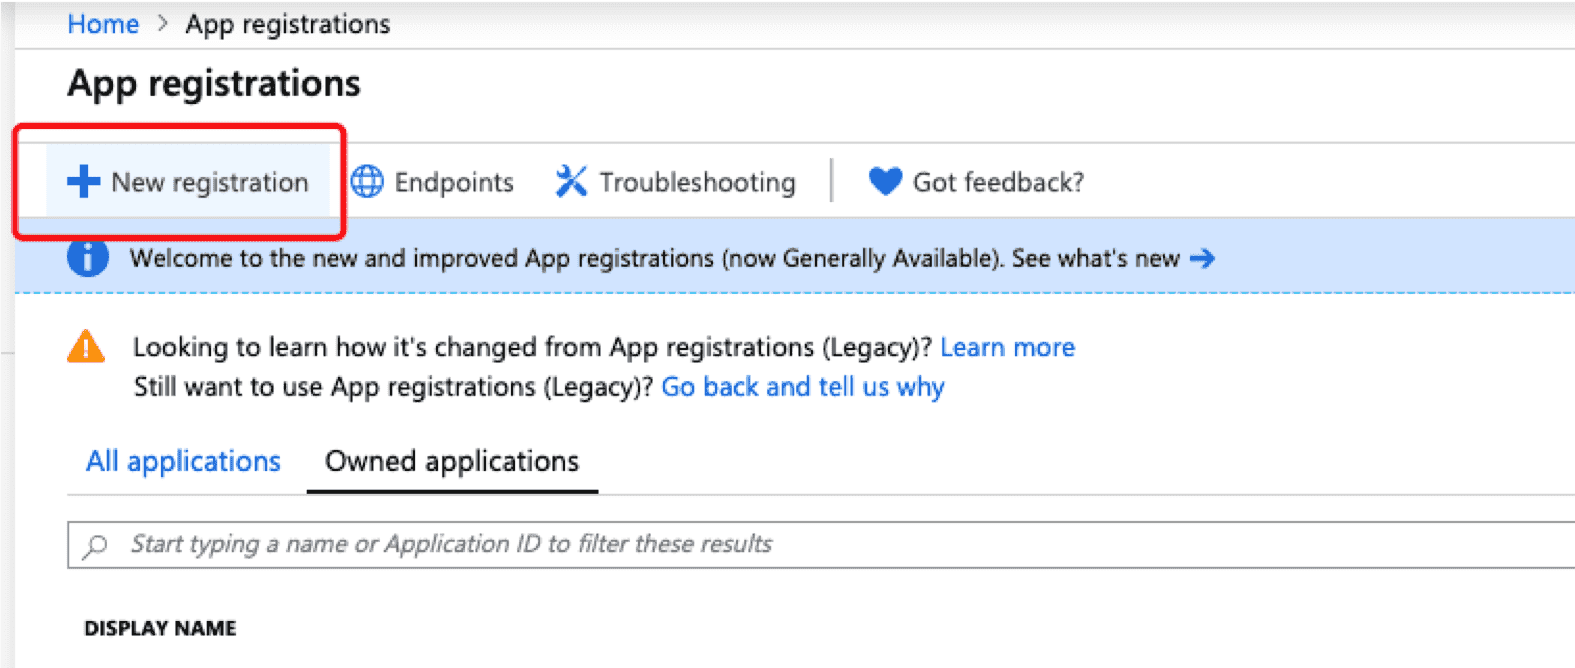 Home > App registrations
App registrations
New registration Endpoints Troubleshooting Got feedback?
Welcome to the new and improved App registrations (now Generally Available). See what's new →
Looking to learn how it's changed from App registrations (Legacy)? Learn more
Still want to use App registrations (Legacy)? Go back and tell us why
All applications Owned applications
Start typing a name or Application ID to filter these results
DISPLAY NAME